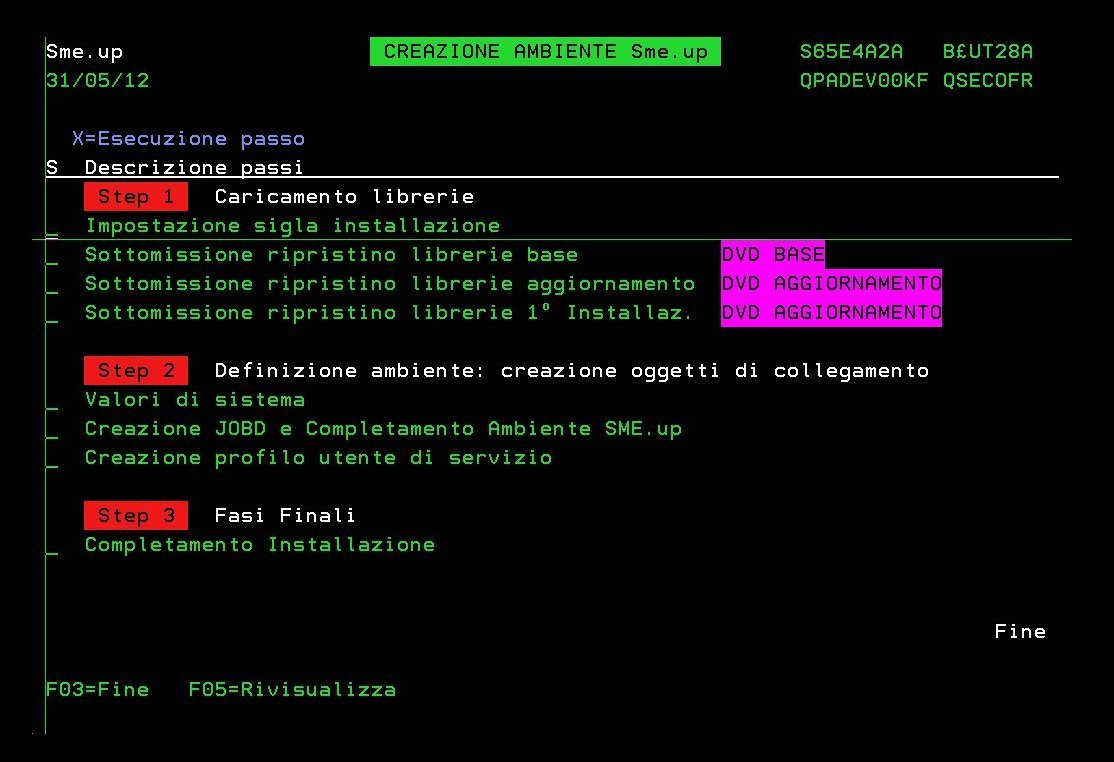 Sme.up CREAZIONE AMBIENTE Sme.up S65E4A2A B£UT28A
31/05/12 QPADEV00KF QSECOFR
X=Esecuzione passo
S Descrizione passi
Step 1 Caricamento librerie
_ Impostazione sigla installazione
_ Sottomissione ripristino librerie base DVD BASE
_ Sottomissione ripristino librerie aggiornamento DVD AGGIORNAMENTO
_ Sottomissione ripristino librerie 1° Installaz. DVD AGGIORNAMENTO
Step 2 Definizione ambiente: creazione oggetti di collegamento
_ Valori di sistema
_ Creazione JOBD e Completamento Ambiente SME.up
_ Creazione profilo utente di servizio
Step 3 Fasi Finali
_ Completamento Installazione
Fine
F03=Fine F05=Rivisualizza